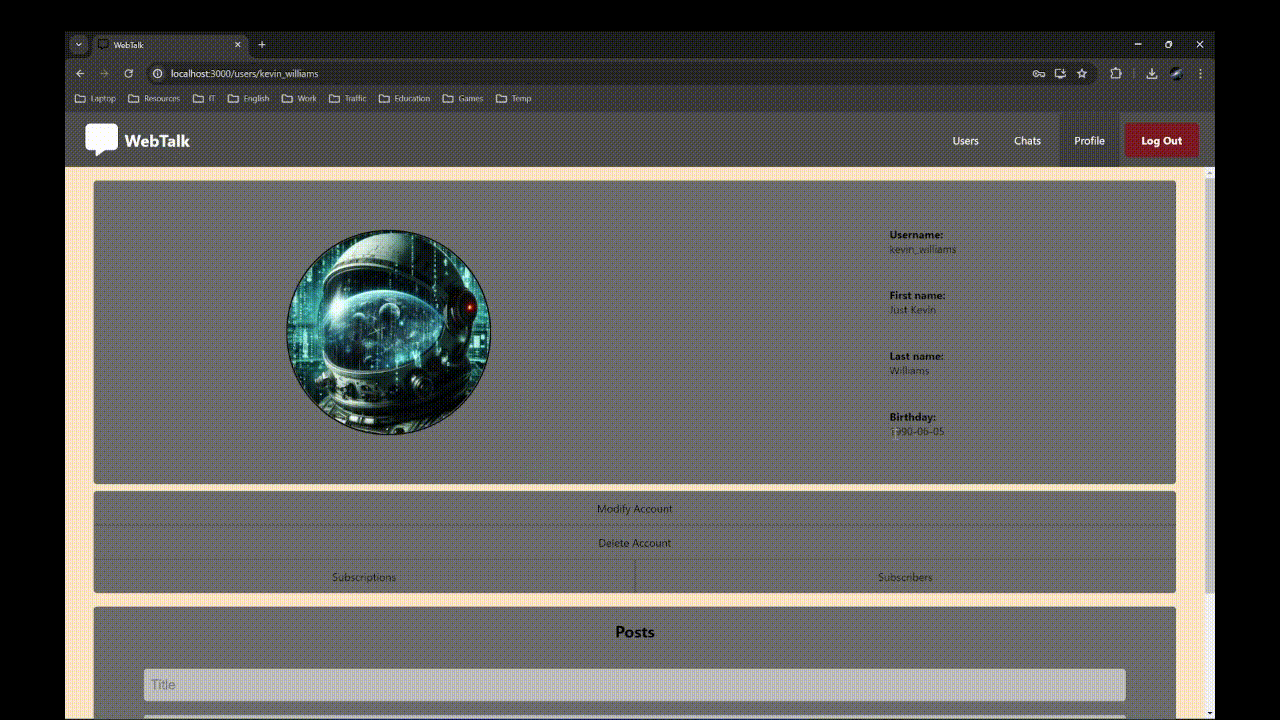 WebTalk
localhost:3000/users/kevin_williams
Laptop Resources IT English Work Traffic Education Games Temp
WebTalk Users Chats Profile Log Out
Username:
kevin_williams
First name:
Just Kevin
Last name:
Williams
Birthday:
1990-06-05
Modify Account
Delete Account
Subscriptions Subscribers
Posts
Title